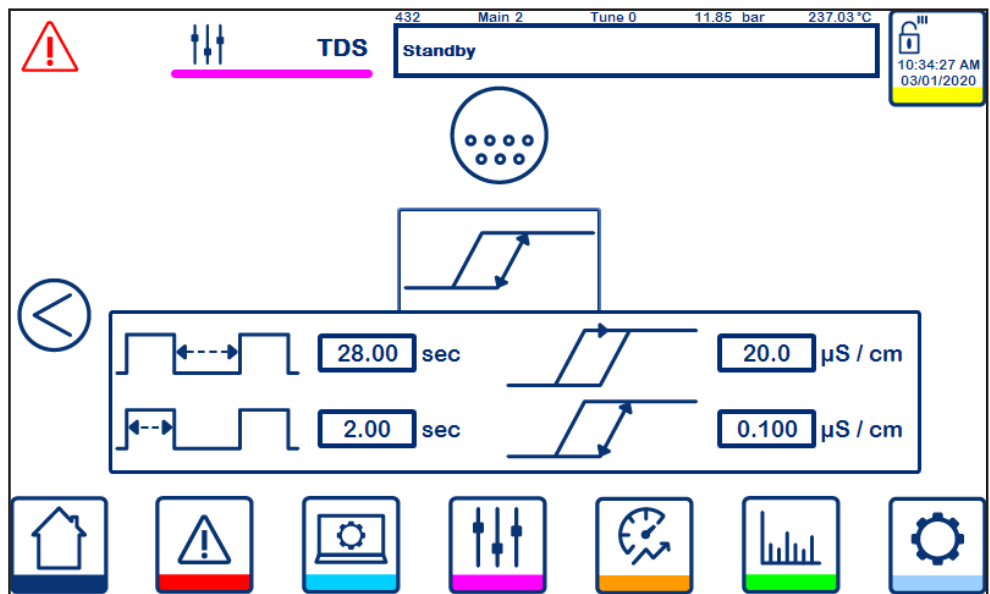 432 Main 2 Tune 0 11.85 bar 237.03 °C
TDS
Standby
10:34:27 AM
03/01/2020
28.00 sec
20.0 µS / cm
2.00 sec
0.100 µS / cm